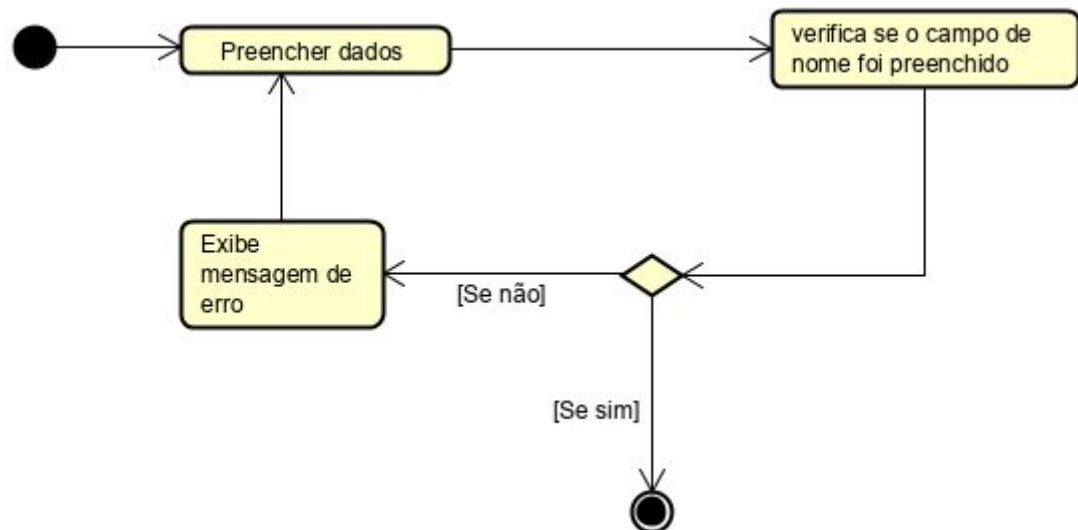 Preencher dados
verifica se o campo de
nome foi preenchido
Exibe
mensagem de
erro
[Se não]
[Se sim]